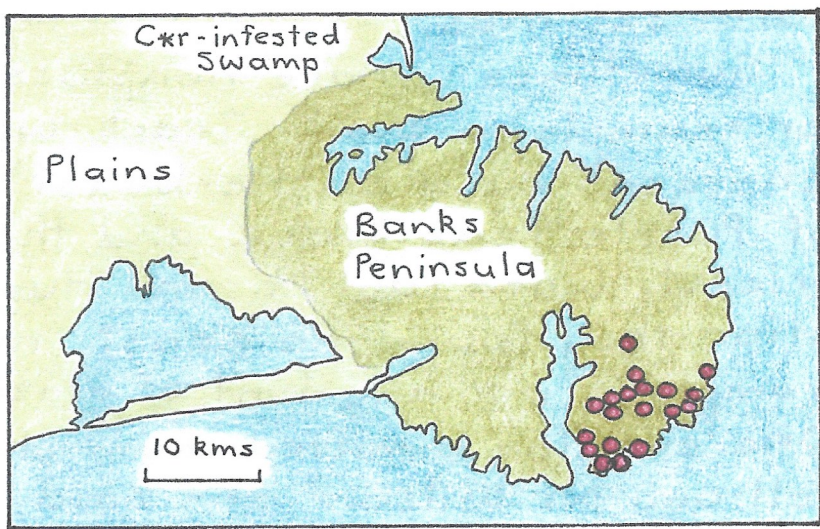 C*r-infested
Swamp
Plains
Banks
Peninsula
10 kms